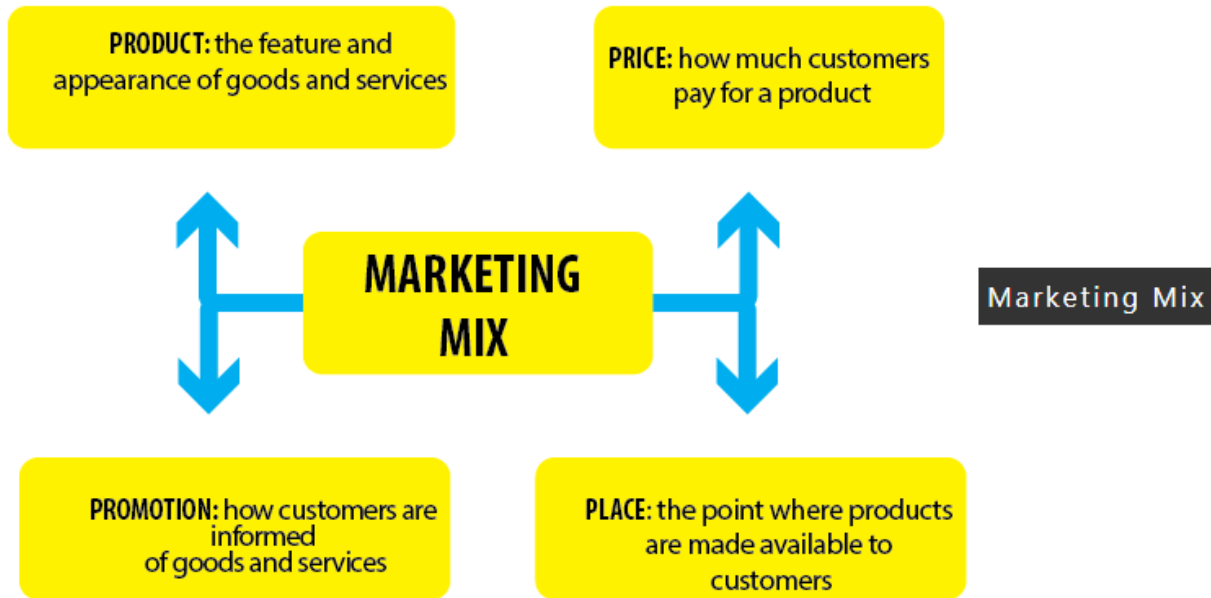 PRODUCT: the feature and
appearance of goods and services
PRICE: how much customers
pay for a product
MARKETING
MIX
Marketing Mix
PROMOTION: how customers are
informed
of goods and services
PLACE: the point where products
are made available to
customers